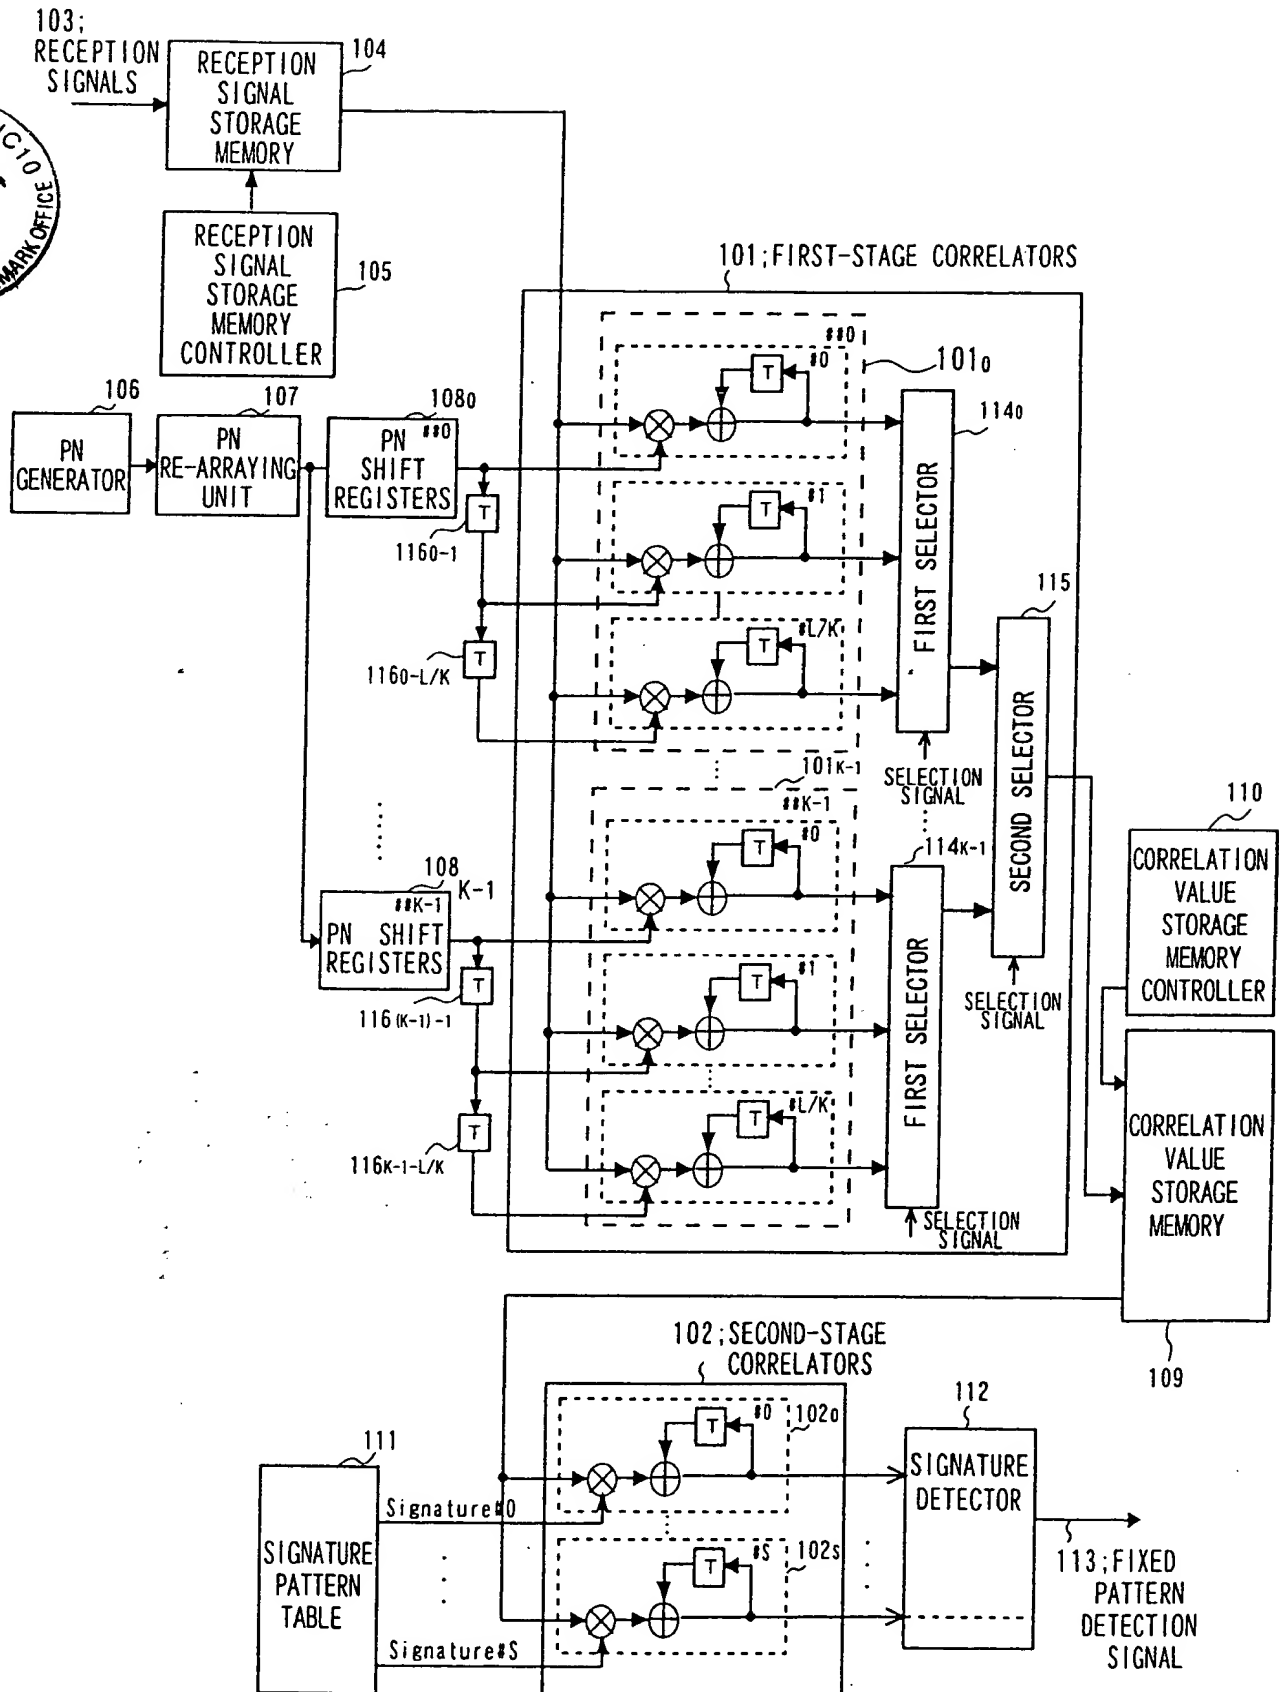 103;
RECEPTION
SIGNALS
RECEPTION
SIGNAL
STORAGE
MEMORY
104
C10
MARK OFFICE
RECEPTION
SIGNAL
STORAGE
MEMORY
CONTROLLER
105
101;FIRST-STAGE CORRELATORS
106
PN
GENERATOR
107
PN
RE-ARRAYING
UNIT
1080
##0
PN
SHIFT
REGISTERS
T
1160-1
T
1160-L/K
##0
1010
#0
T
#1
T
#L/K
T
1140
FIRST SELECTOR
SELECTION
SIGNAL
115
SECOND SELECTOR
SELECTION
SIGNAL
101K-1
##K-1
#0
T
#1
T
#L/K
T
114K-1
FIRST SELECTOR
SELECTION
SIGNAL
108 K-1
##K-1
PN SHIFT
REGISTERS
T
116(K-1)-1
T
116K-1-L/K
110
CORRELATION
VALUE
STORAGE
MEMORY
CONTROLLER
CORRELATION
VALUE
STORAGE
MEMORY
109
102;SECOND-STAGE
CORRELATORS
#0
1020
T
#S
102S
T
111
SIGNATURE
PATTERN
TABLE
Signature#0
Signature#S
112
SIGNATURE
DETECTOR
113;FIXED
PATTERN
DETECTION
SIGNAL